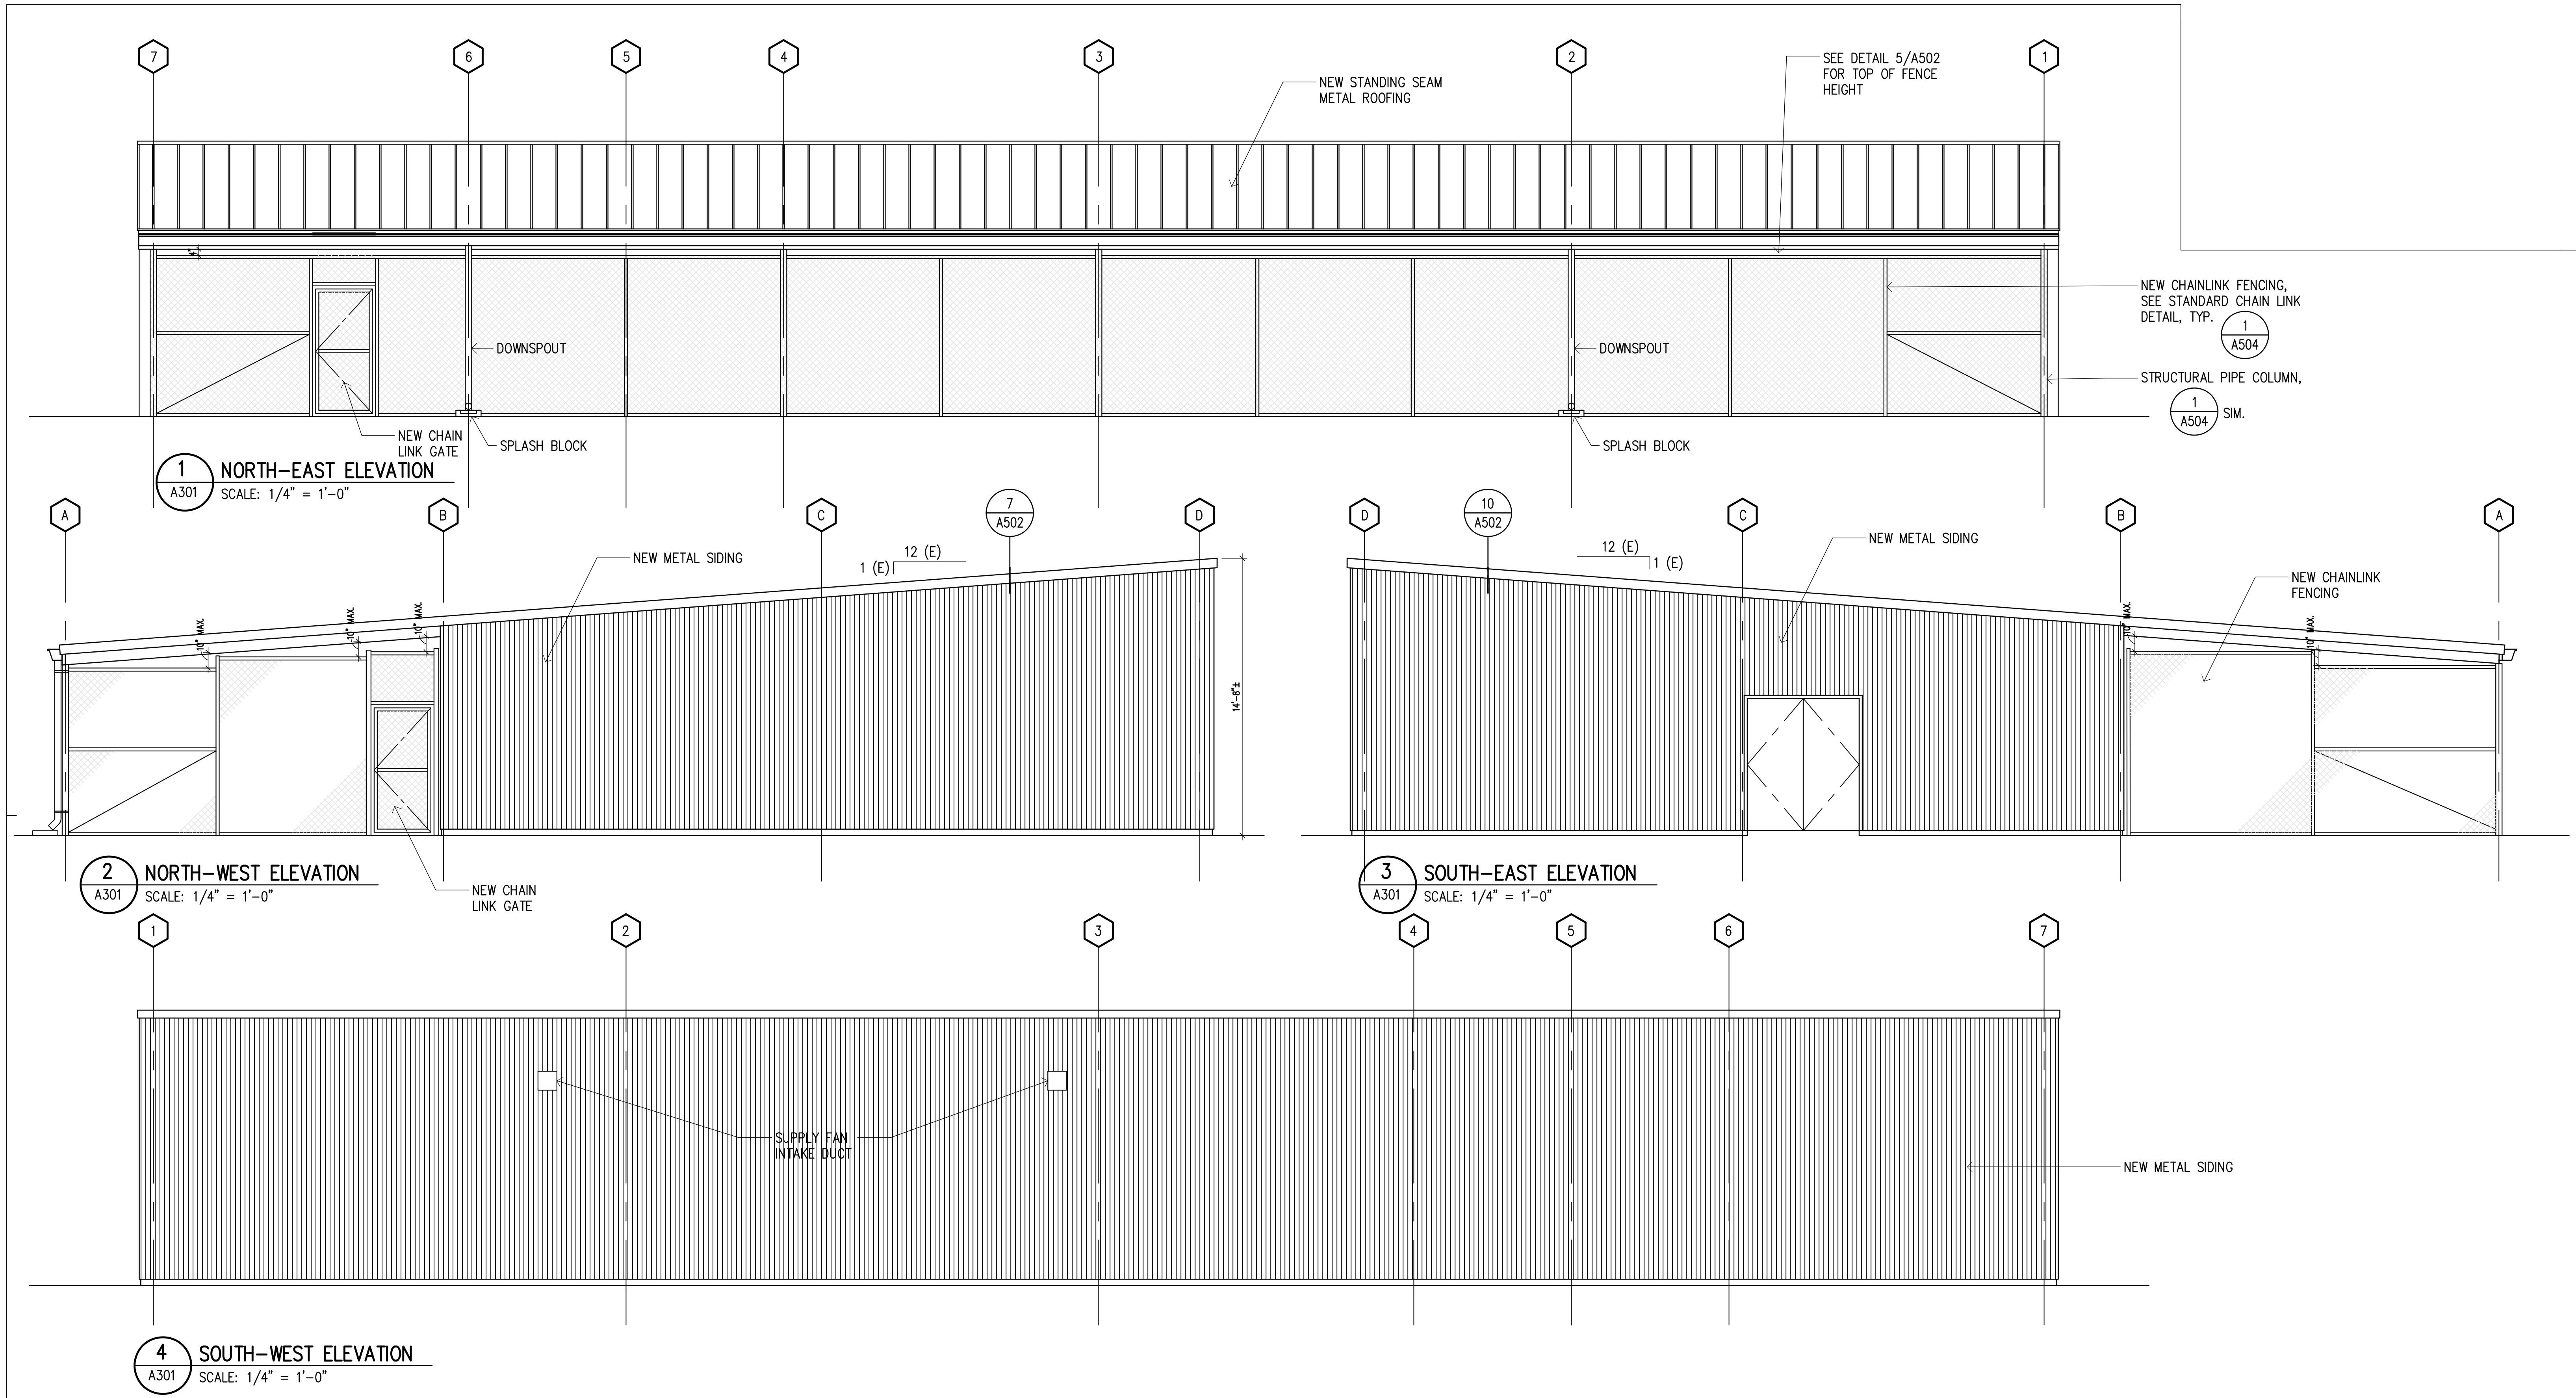 7
6
5
4
3
2
1
NEW STANDING SEAM
METAL ROOFING
SEE DETAIL 5/A502
FOR TOP OF FENCE
HEIGHT
4"
NEW CHAINLINK FENCING,
SEE STANDARD CHAIN LINK
DETAIL, TYP.
1
A504
DOWNSPOUT
DOWNSPOUT
STRUCTURAL PIPE COLUMN,
1
A504
SIM.
NEW CHAIN
LINK GATE
SPLASH BLOCK
SPLASH BLOCK
1
A301
NORTH-EAST ELEVATION
SCALE: 1/4" = 1'-0"
A
B
C
7
A502
D
NEW METAL SIDING
12 (E)
1 (E)
10" MAX.
10" MAX.
10" MAX.
14'-8"±
2
A301
NORTH-WEST ELEVATION
SCALE: 1/4" = 1'-0"
NEW CHAIN
LINK GATE
D
10
A502
C
B
A
12 (E)
1 (E)
NEW METAL SIDING
NEW CHAINLINK
FENCING
10" MAX.
10" MAX.
3
A301
SOUTH-EAST ELEVATION
SCALE: 1/4" = 1'-0"
1
2
3
4
5
6
7
SUPPLY FAN
INTAKE DUCT
NEW METAL SIDING
4
A301
SOUTH-WEST ELEVATION
SCALE: 1/4" = 1'-0"